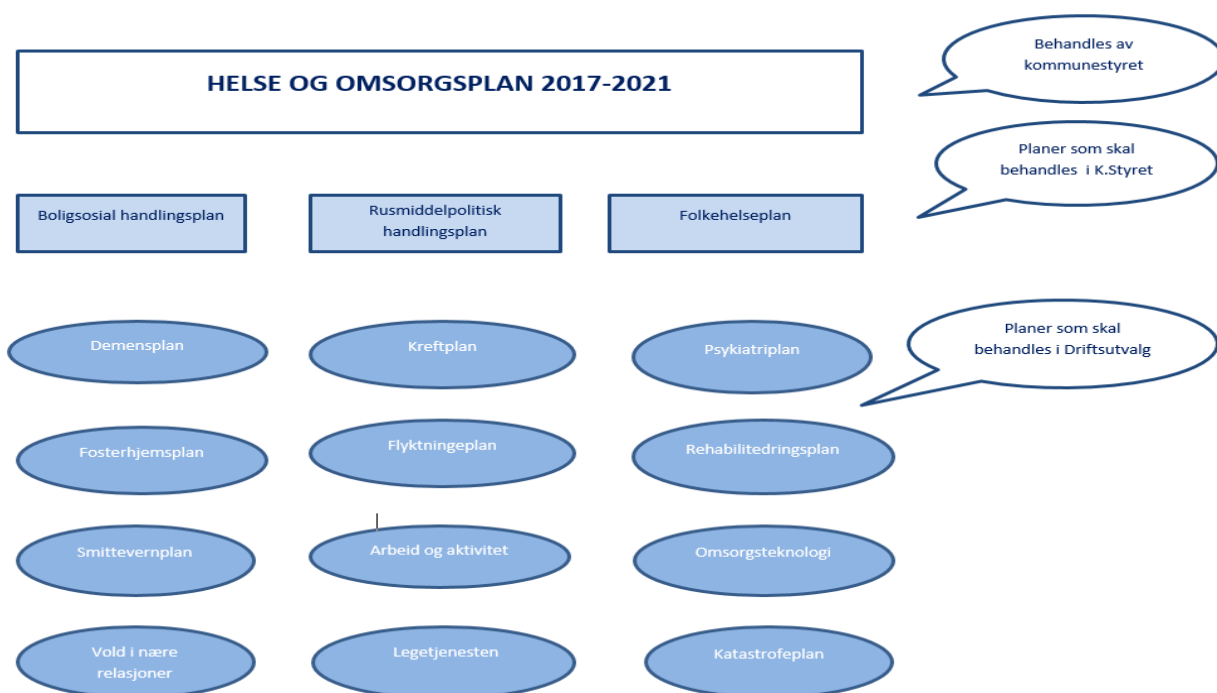 Behandles av
kommunestyret
HELSE OG OMSORGSPLAN 2017-2021
Planer som skal
behandles i K.Styret
Boligsosial handlingsplan
Rusmiddelpolitisk
handlingsplan
Folkehelseplan
Planer som skal
behandles i Driftsutvalg
Demensplan
Kreftplan
Psykiatriplan
Fosterhjemsplan
Flyktningeplan
Rehabilitedringsplan
Smittevernplan
Arbeid og aktivitet
Omsorgsteknologi
Vold i nære
relasjoner
Legetjenesten
Katastrofeplan